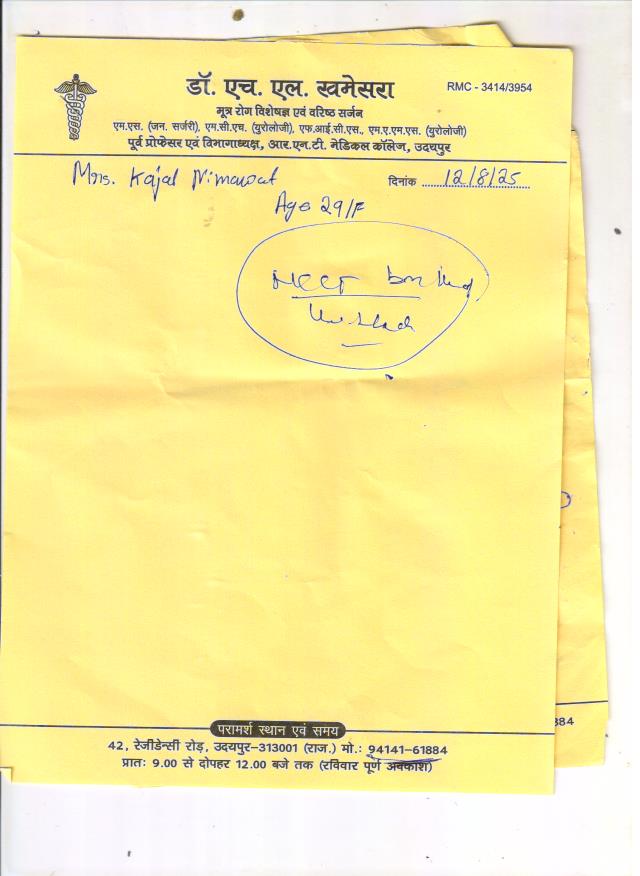 डॉ. एच. एल. खमेसरा
RMC - 3414/3954
मूत्र रोग विशेषज्ञ एवं वरिष्ठ सर्जन
एम.एस. (जन. सर्जरी), एम.सी.एच. (युरोलोजी), एफ.आई.सी.एस., एम.ए.एम.एस. (युरोलोजी)
पूर्व प्रोफेसर एवं विभागाध्यक्ष, आर.एन.टी. मेडिकल कॉलेज, उदयपुर
Mrs. Kajal Nimawat
दिनांक 12/8/25
Age 29/F
परामर्श स्थान एवं समय
42, रेजीडेन्सी रोड़, उदयपुर-313001 (राज.) मो.: 94141-61884
प्रातः 9.00 से दोपहर 12.00 बजे तक (रविवार पूर्ण अवकाश)
884